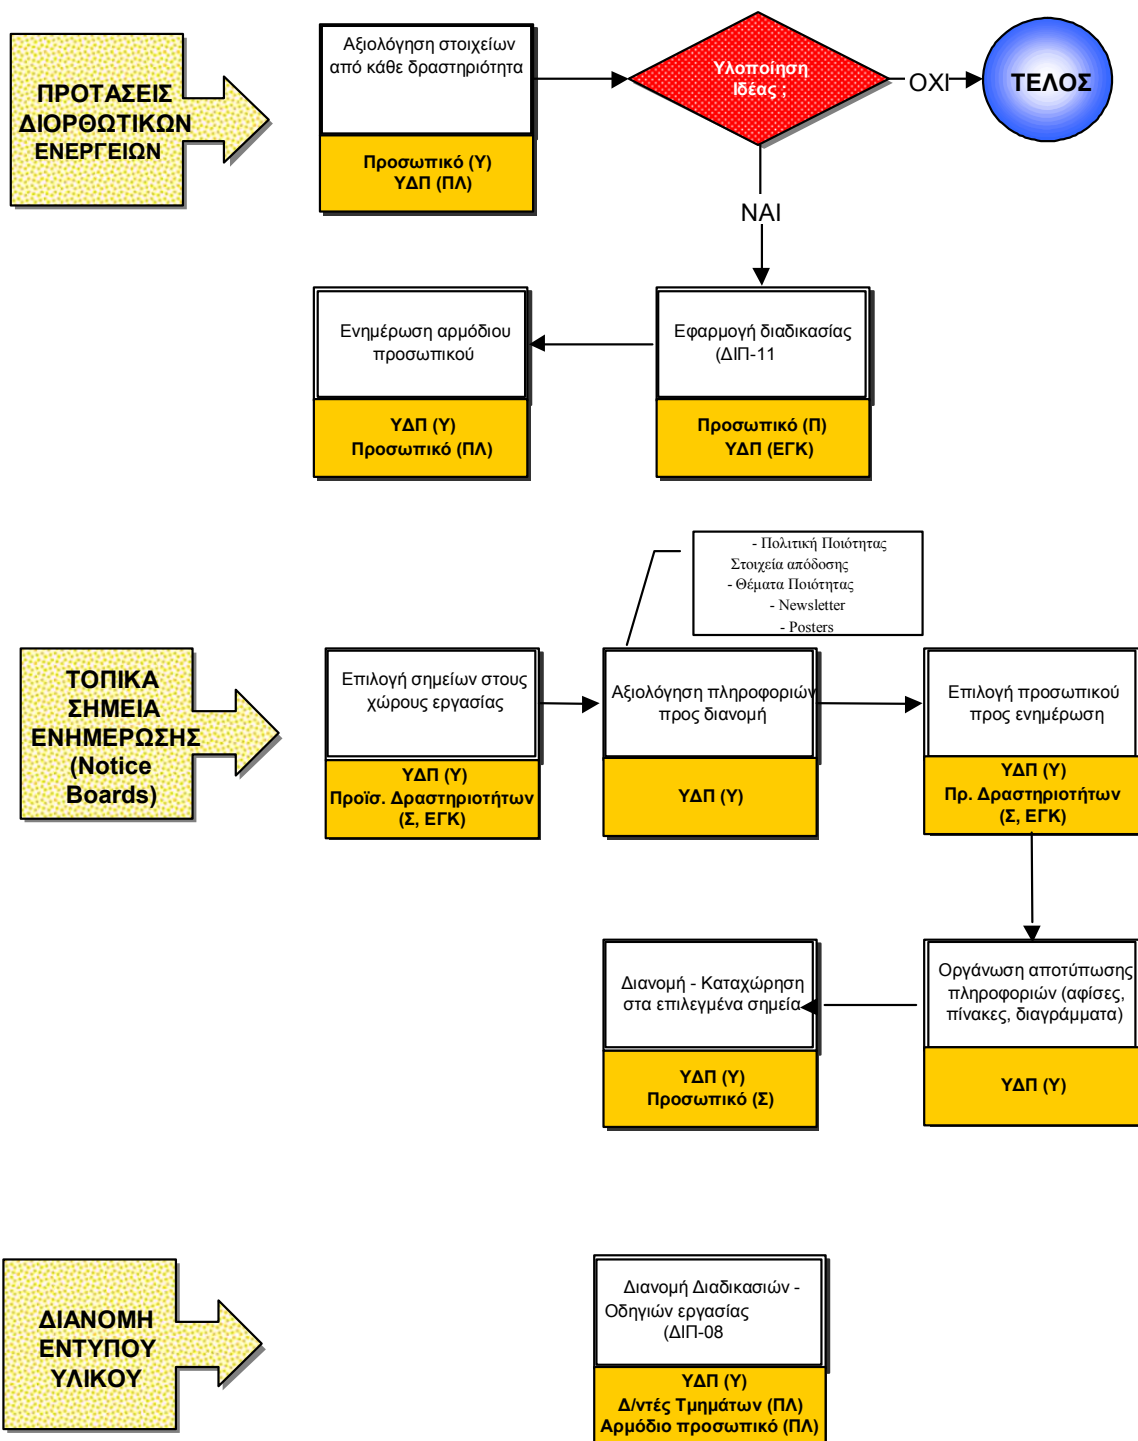 ΠΡΟΤΑΣΕΙΣ
ΔΙΟΡΘΩΤΙΚΩΝ
ΕΝΕΡΓΕΙΩΝ
Αξιολόγηση στοιχείων
από κάθε δραστηριότητα
Προσωπικό (Υ)
ΥΔΠ (ΠΛ)
Υλοποίηση
Ιδέας ;
ΟΧΙ
ΤΕΛΟΣ
ΝΑΙ
Ενημέρωση αρμόδιου
προσωπικού
ΥΔΠ (Υ)
Προσωπικό (ΠΛ)
Εφαρμογή διαδικασίας
(ΔΙΠ-11
Προσωπικό (Π)
ΥΔΠ (ΕΓΚ)
- Πολιτική Ποιότητας
Στοιχεία απόδοσης
- Θέματα Ποιότητας
- Newsletter
- Posters
ΤΟΠΙΚΑ
ΣΗΜΕΙΑ
ΕΝΗΜΕΡΩΣΗΣ
(Notice
Boards)
Επιλογή σημείων στους
χώρους εργασίας
ΥΔΠ (Υ)
Προϊσ. Δραστηριοτήτων
(Σ, ΕΓΚ)
Αξιολόγηση πληροφοριών
προς διανομή
ΥΔΠ (Υ)
Επιλογή προσωπικού
προς ενημέρωση
ΥΔΠ (Υ)
Πρ. Δραστηριοτήτων
(Σ, ΕΓΚ)
Διανομή - Καταχώρηση
στα επιλεγμένα σημεία
ΥΔΠ (Υ)
Προσωπικό (Σ)
Οργάνωση αποτύπωσης
πληροφοριών (αφίσες,
πίνακες, διαγράμματα)
ΥΔΠ (Υ)
ΔΙΑΝΟΜΗ
ΕΝΤΥΠΟΥ
ΥΛΙΚΟΥ
Διανομή Διαδικασιών -
Οδηγιών εργασίας
(ΔΙΠ-08
ΥΔΠ (Υ)
Δ/ντές Τμημάτων (ΠΛ)
Αρμόδιο προσωπικό (ΠΛ)